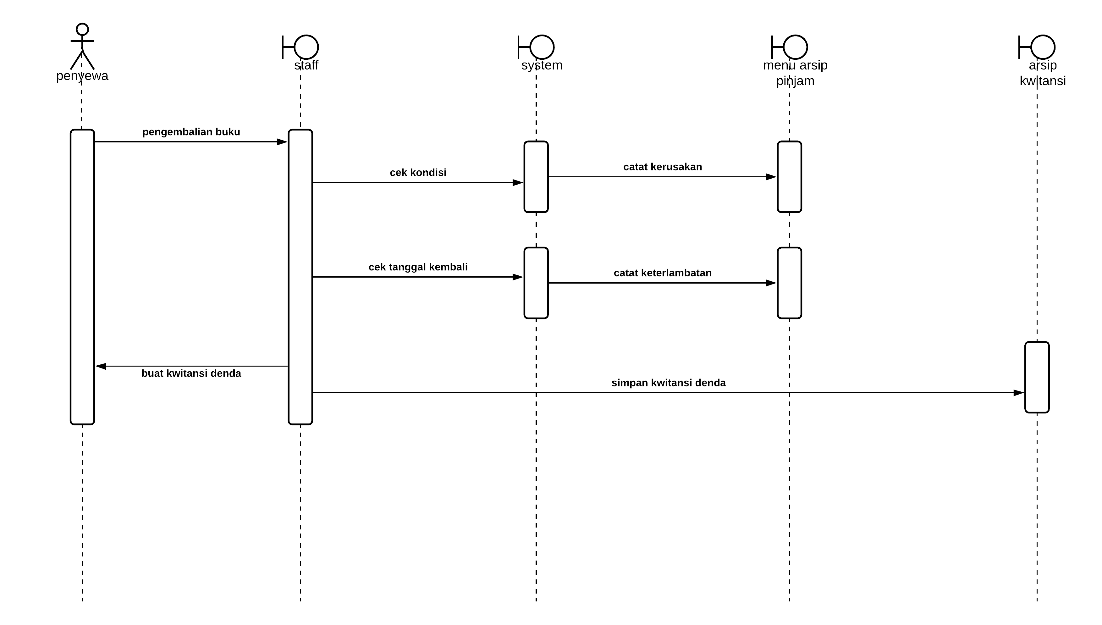 penyewa
staff
system
menu arsip
pinjam
arsip
kwitansi
pengembalian buku
cek kondisi
catat kerusakan
cek tanggal kembali
catat keterlambatan
buat kwitansi denda
simpan kwitansi denda